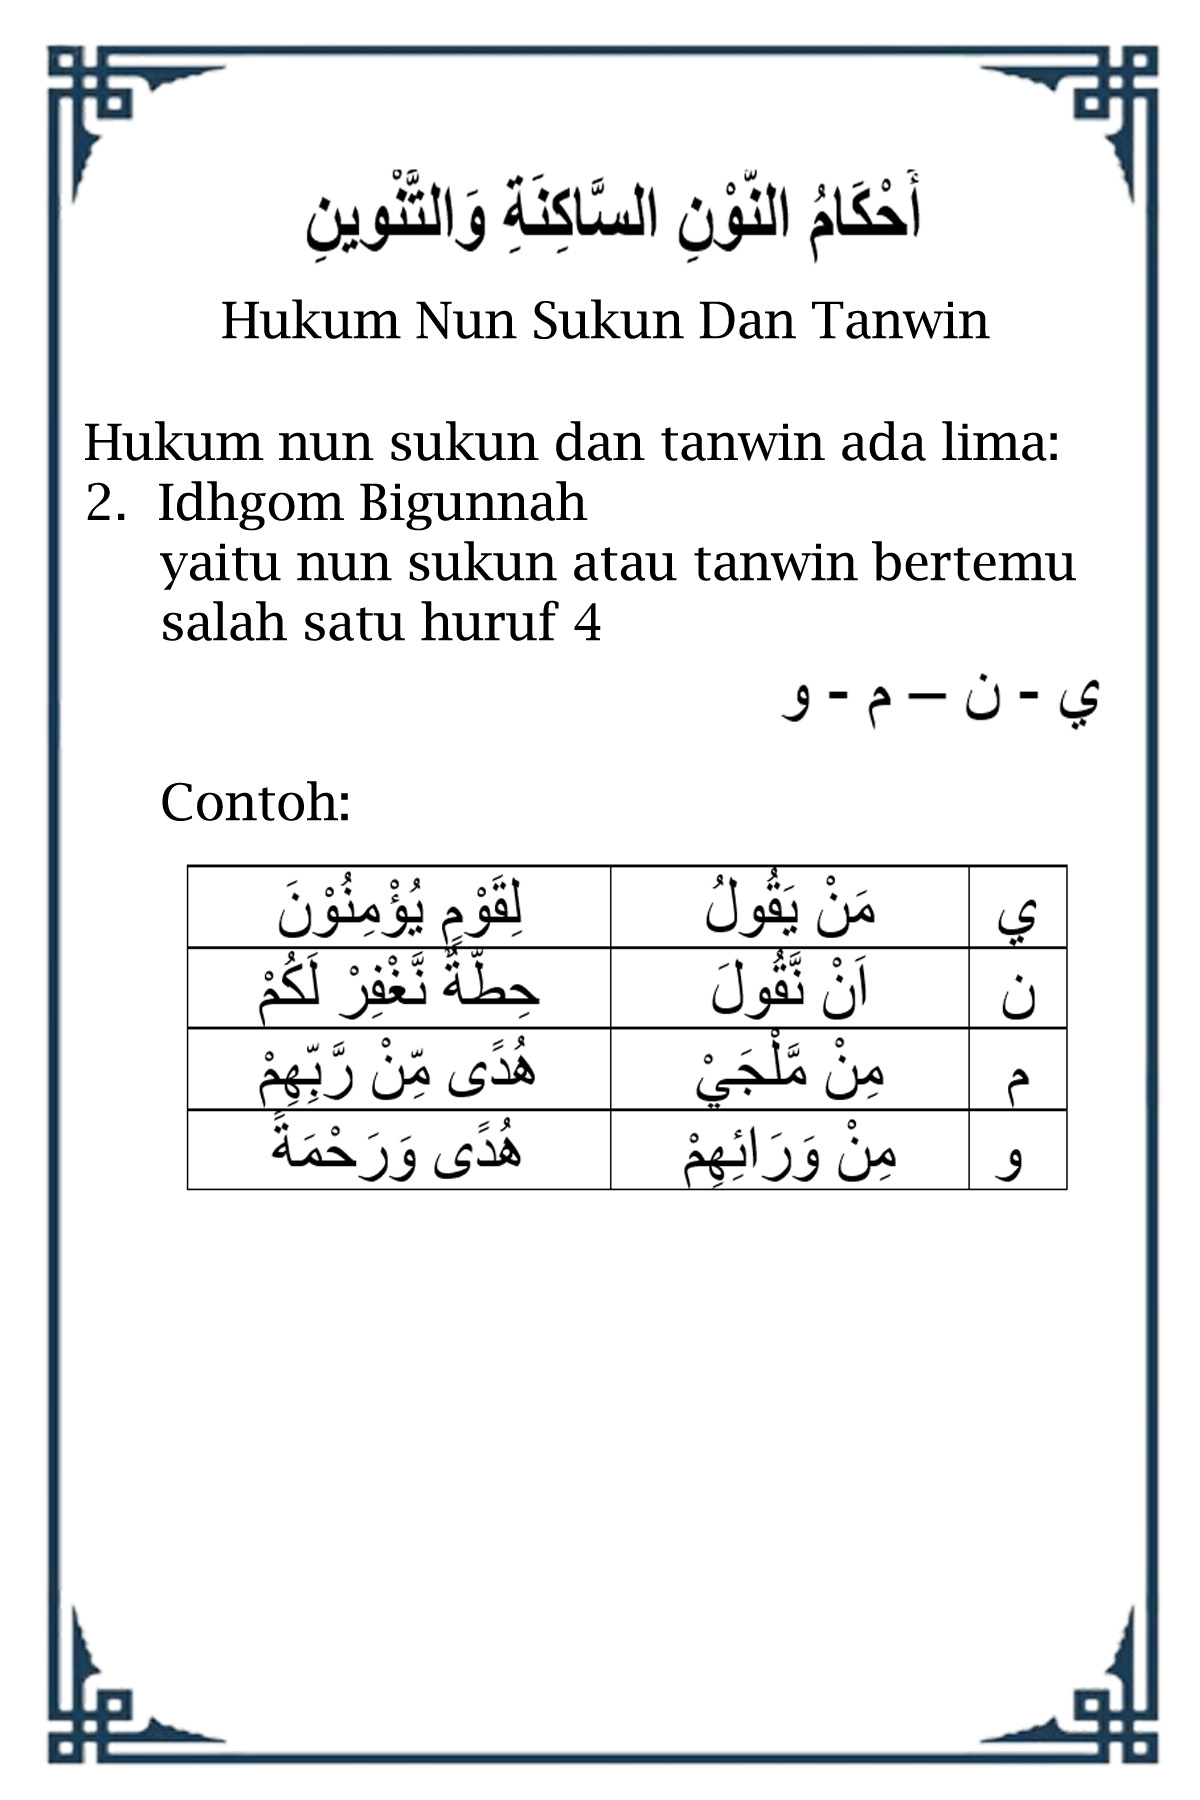 أَحْكَامُ النّوْنِ السَّاكِنَةِ وَالتَّنْوينِ
Hukum Nun Sukun Dan Tanwin
Hukum nun sukun dan tanwin ada lima:
2. Idhgom Bigunnah
yaitu nun sukun atau tanwin bertemu
salah satu huruf 4
ي - ن – م - و
Contoh:
ي مَنْ يَقُولُ لِقَوْمٍ يُؤْمِنُوْنَ
ن اَنْ نَّقُولَ حِطّةٌ نَّغْفِرْ لَكُمْ
م مِنْ مَّلْجَيْ هُدًى مِّنْ رَّبِّهِمْ
و مِنْ وَرَائِهِمْ هُدًى وَرَحْمَةً